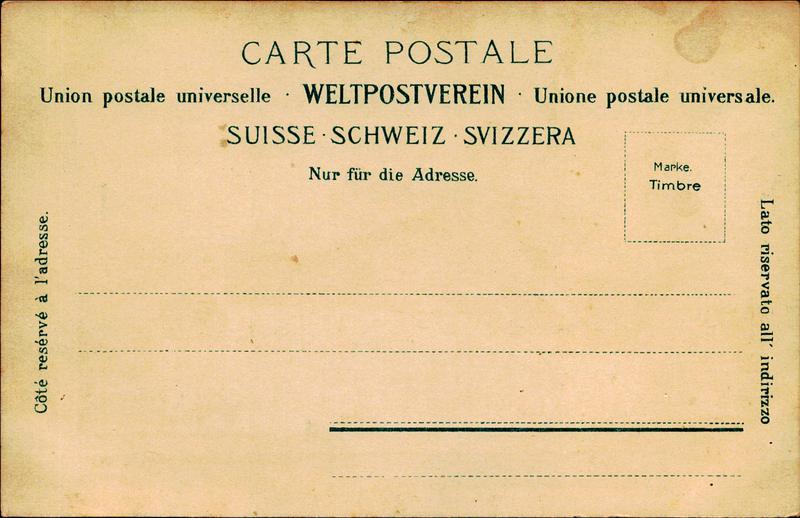 CARTE POSTALE
Union postale universelle · WELTPOSTVEREIN · Unione postale universale.
SUISSE · SCHWEIZ · SVIZZERA
Nur für die Adresse.
Marke.
Timbre
Côté resérvé à l'adresse.
Lato riservato all' indirizzo